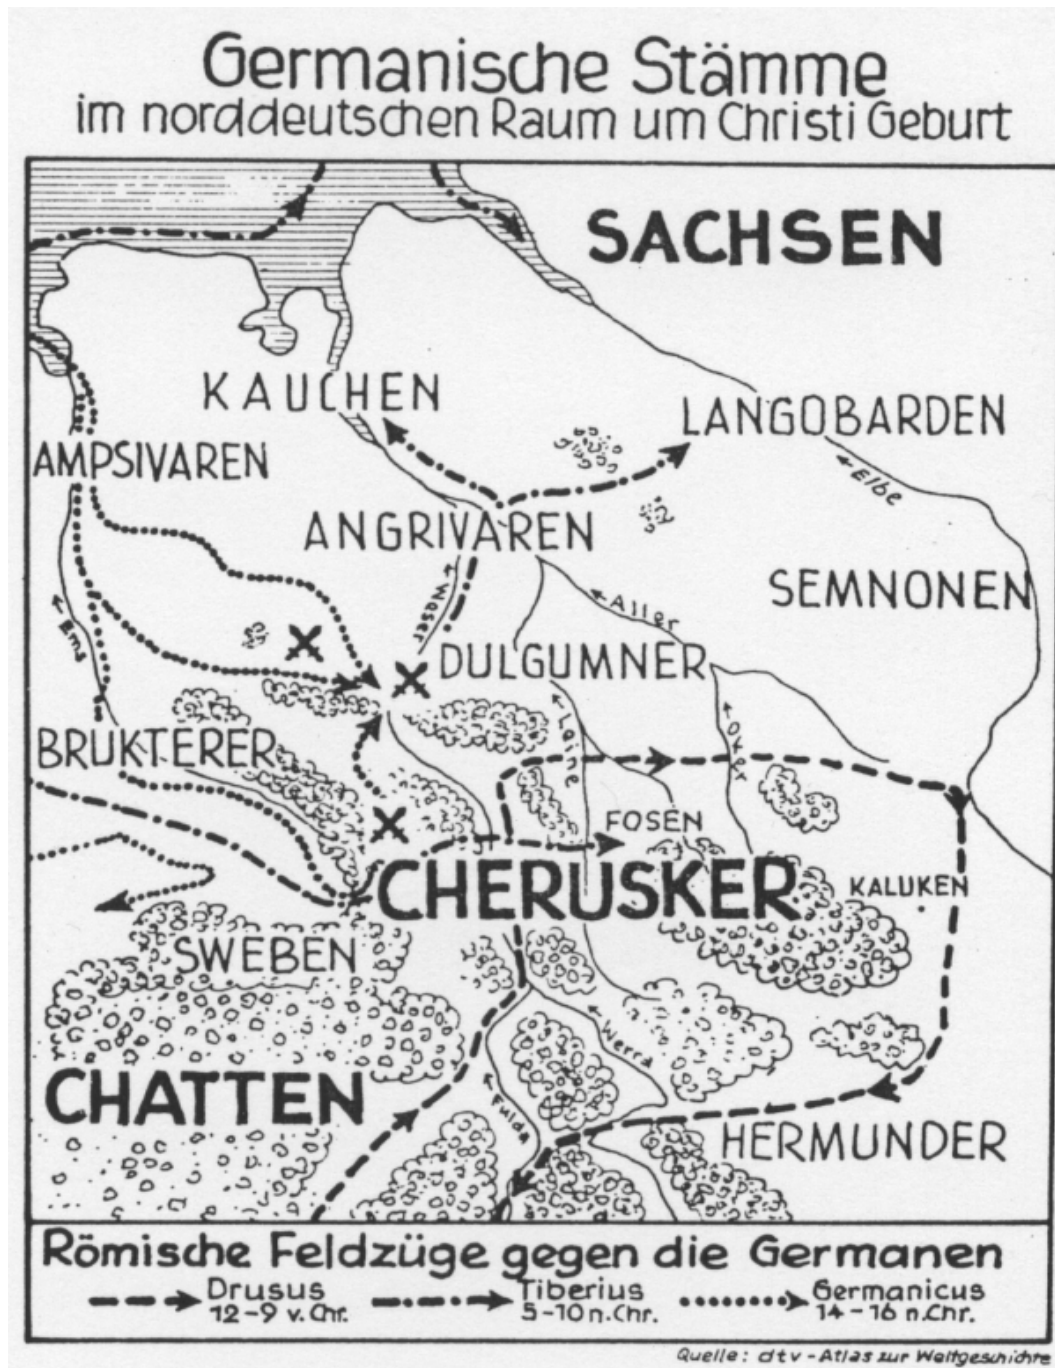 Germanische Stämme
im norddeutschen Raum um Christi Geburt
SACHSEN
KAUCHEN
LANGOBARDEN
AMPSIVAREN
Elbe
ANGRIVAREN
Weser
Aller
SEMNONEN
Ems
DULGUMNER
Leine
Oker
BRUKTERER
FOSEN
CHERUSKER
KALUKEN
SWEBEN
Werra
CHATTEN
Fulda
HERMUNDER
Römische Feldzüge gegen die Germanen
Drusus
12-9 v. Chr.
Tiberius
5-10 n. Chr.
Germanicus
14-16 n. Chr.
Quelle: dtv-Atlas zur Weltgeschichte